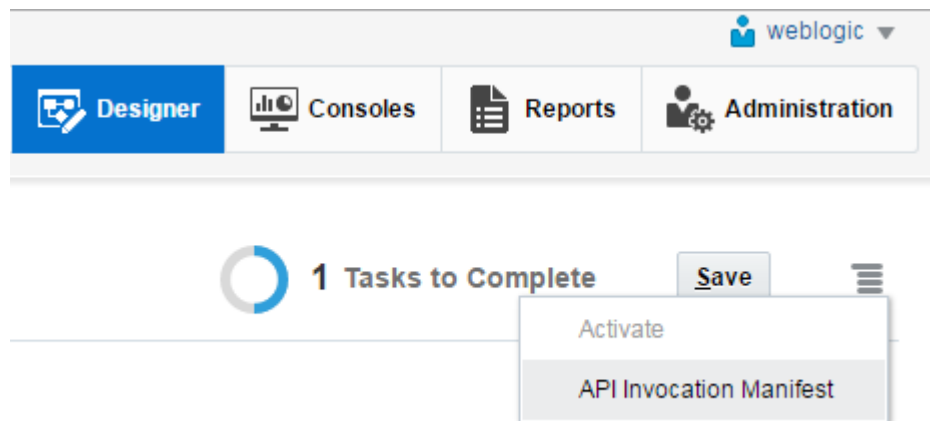 weblogic
Designer Consoles Reports Administration
1 Tasks to Complete Save
Activate
API Invocation Manifest